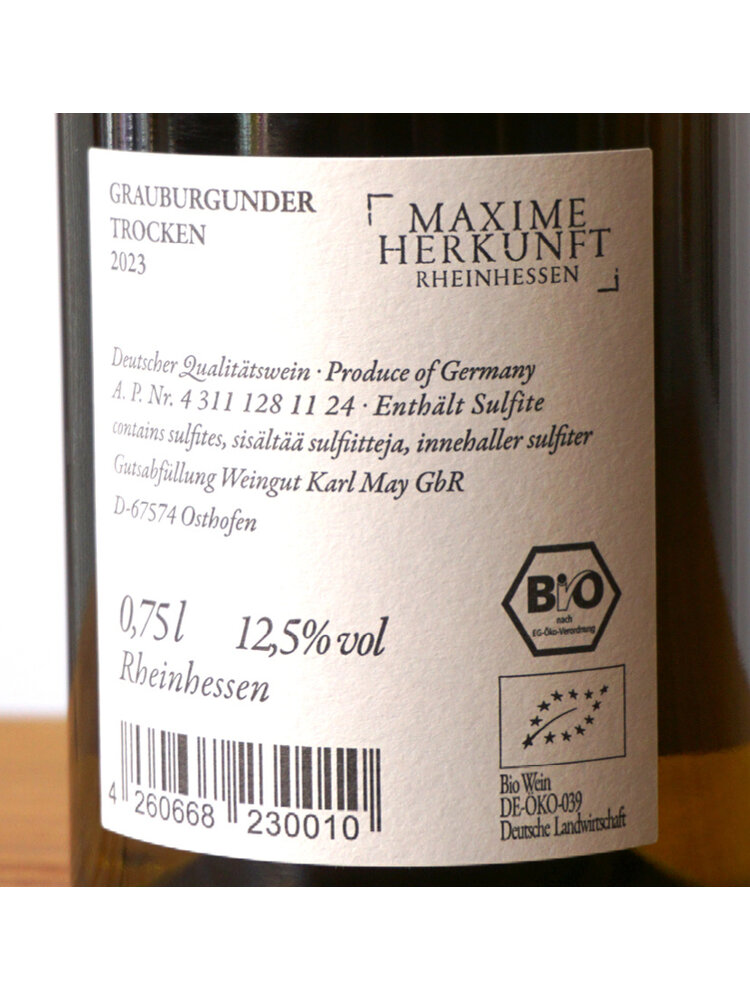 GRAUBURGUNDER
TROCKEN
2023
MAXIME
HERKUNFT
RHEINHESSEN
Deutscher Qualitätswein · Produce of Germany
A. P. Nr. 4 311 128 11 24 · Enthält Sulfite
contains sulfites, sisältää sulfiitteja, innehaller sulfiter
Gutsabfüllung Weingut Karl May GbR
D-67574 Osthofen
0,75 l 12,5% vol
Rheinhessen
BIO
nach
EG-Öko-Verordnung
Bio Wein
DE-ÖKO-039
Deutsche Landwirtschaft
4 260668 230010